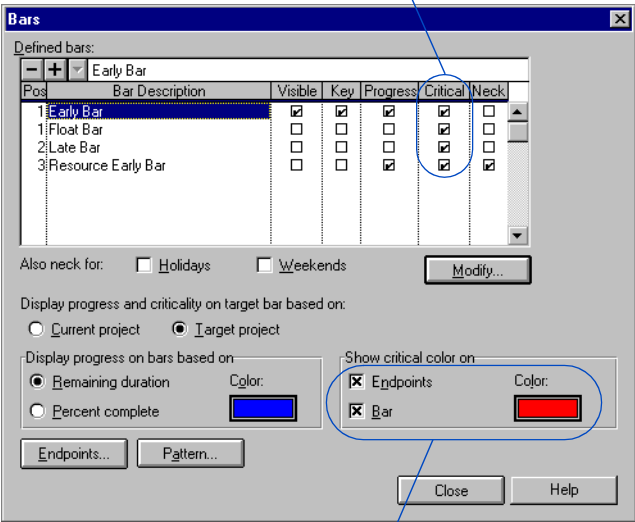 Bars
Defined bars:
Early Bar
Pos Bar Description Visible Key Progress Critical Neck
1 Early Bar
1 Float Bar
2 Late Bar
3 Resource Early Bar
Also neck for: Holidays Weekends
Modify...
Display progress and criticality on target bar based on:
Current project Target project
Display progress on bars based on
Remaining duration Color:
Percent complete
Show critical color on
Endpoints Color:
Bar
Endpoints... Pattern...
Close Help